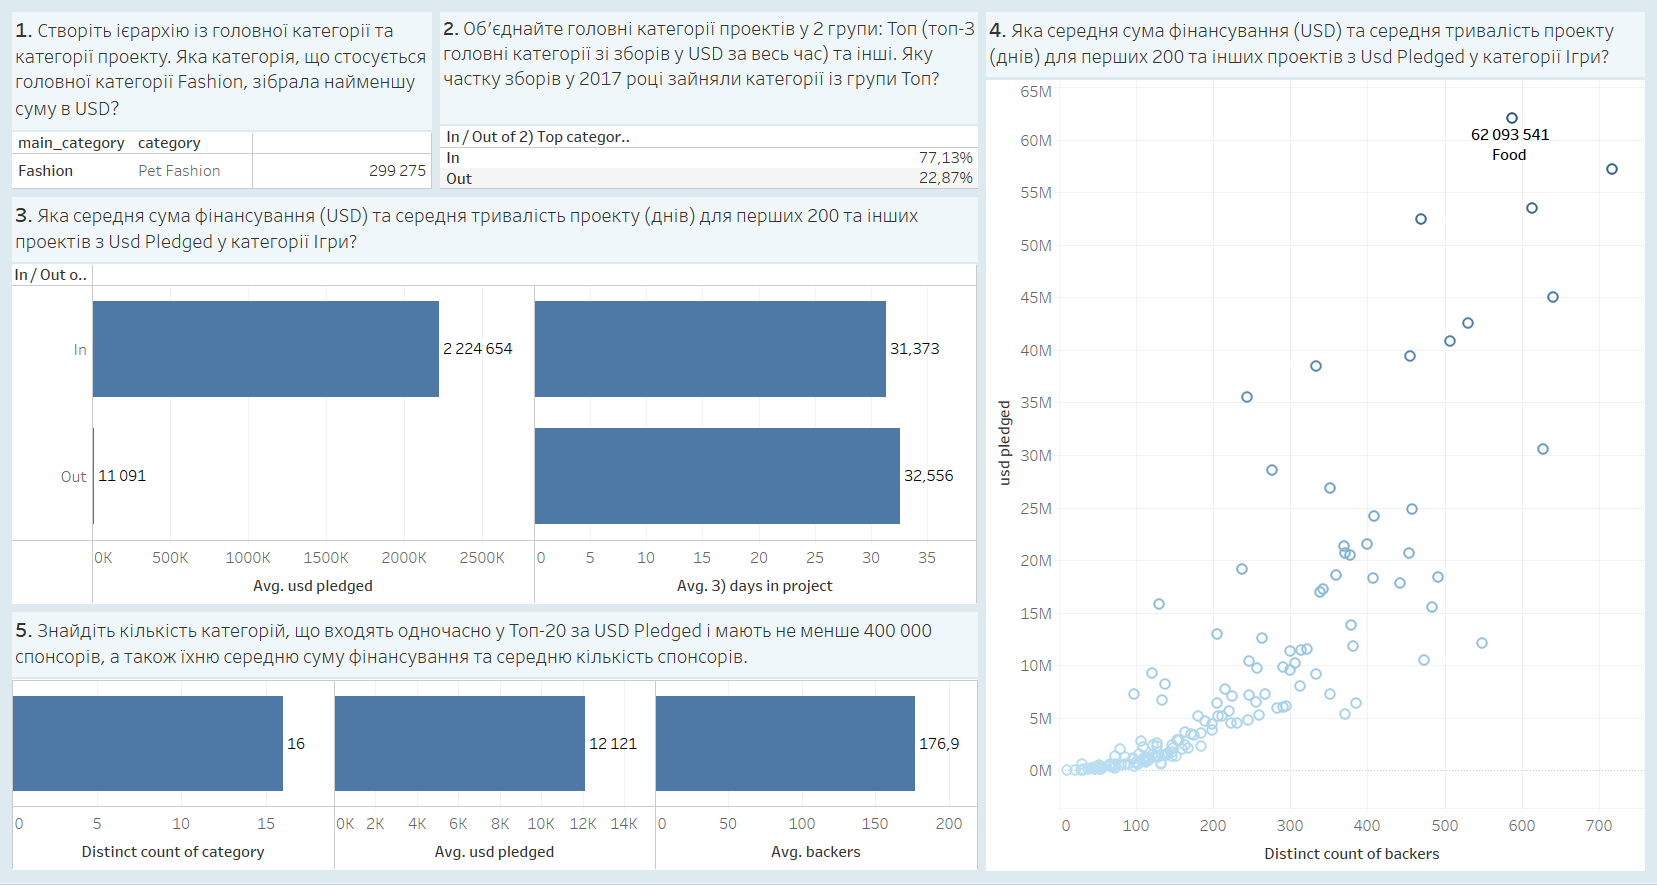 1. Створіть ієрархію із головної категорії та
категорії проекту. Яка категорія, що стосується
головної категорії Fashion, зібрала найменшу
суму в USD?
main_category category
Fashion Pet Fashion 299 275
2. Об’єднайте головні категорії проектів у 2 групи: Топ (топ-3
головні категорії зі зборів у USD за весь час) та інші. Яку
частку зборів у 2017 році зайняли категорії із групи Топ?
In / Out of 2) Top categor..
In 77,13%
Out 22,87%
3. Яка середня сума фінансування (USD) та середня тривалість проекту (днів) для перших 200 та інших
проектів з Usd Pledged у категорії Ігри?
In / Out o..
In 2 224 654 31,373
Out 11 091 32,556
0K 500K 1000K 1500K 2000K 2500K 0 5 10 15 20 25 30 35
Avg. usd pledged Avg. 3) days in project
5. Знайдіть кількість категорій, що входять одночасно у Топ-20 за USD Pledged і мають не менше 400 000
спонсорів, а також їхню середню суму фінансування та середню кількість спонсорів.
16 12 121 176,9
0 5 10 15 0K 2K 4K 6K 8K 10K 12K 14K 0 50 100 150 200
Distinct count of category Avg. usd pledged Avg. backers
4. Яка середня сума фінансування (USD) та середня тривалість проекту
(днів) для перших 200 та інших проектів з Usd Pledged у категорії Ігри?
65M
60M
55M
50M
45M
40M
35M
30M
25M
20M
15M
10M
5M
0M
usd pledged
62 093 541
Food
0 100 200 300 400 500 600 700
Distinct count of backers